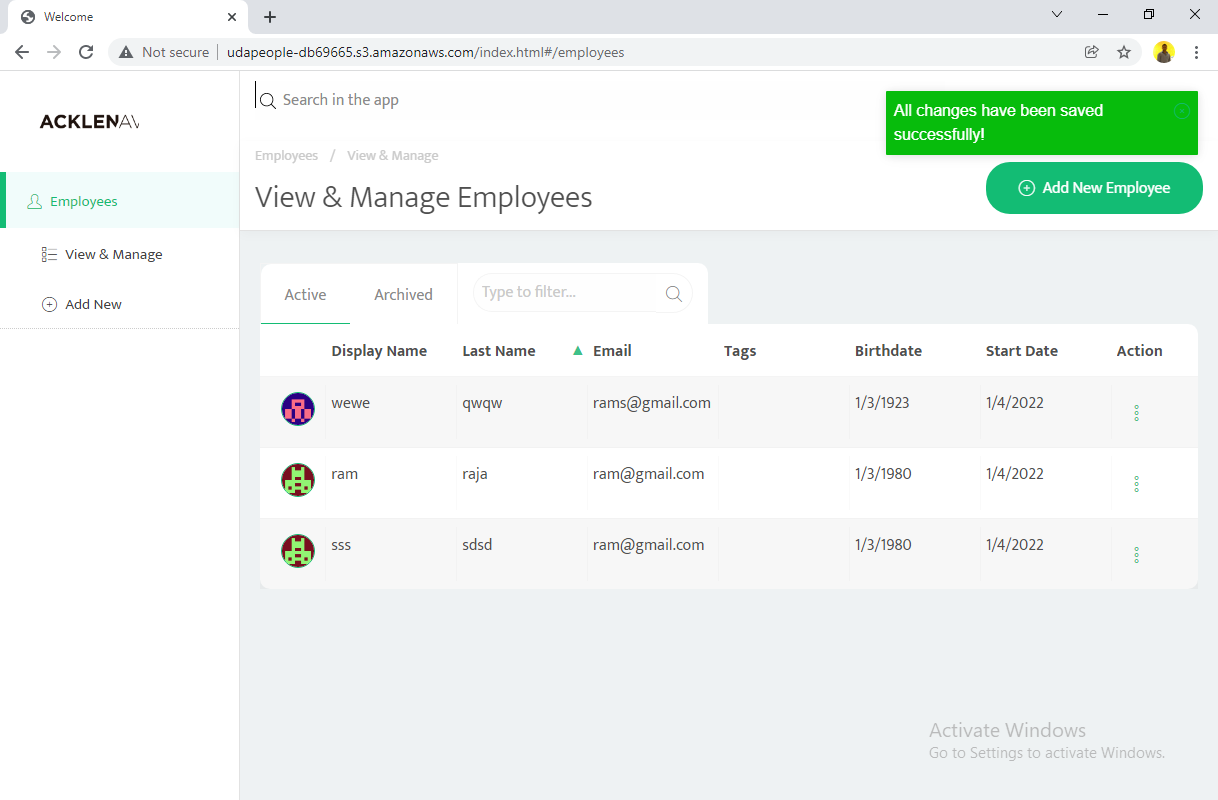 Welcome
Not secure
udapeople-db69665.s3.amazonaws.com/index.html#/employees
ACKLENAV
Search in the app
All changes have been saved
successfully!
Employees / View & Manage
View & Manage Employees
Add New Employee
Employees
View & Manage
Add New
Active
Archived
Type to filter...
Display Name Last Name Email Tags Birthdate Start Date Action
wewe qwqw rams@gmail.com 1/3/1923 1/4/2022
ram raja ram@gmail.com 1/3/1980 1/4/2022
sss sdsd ram@gmail.com 1/3/1980 1/4/2022
Activate Windows
Go to Settings to activate Windows.